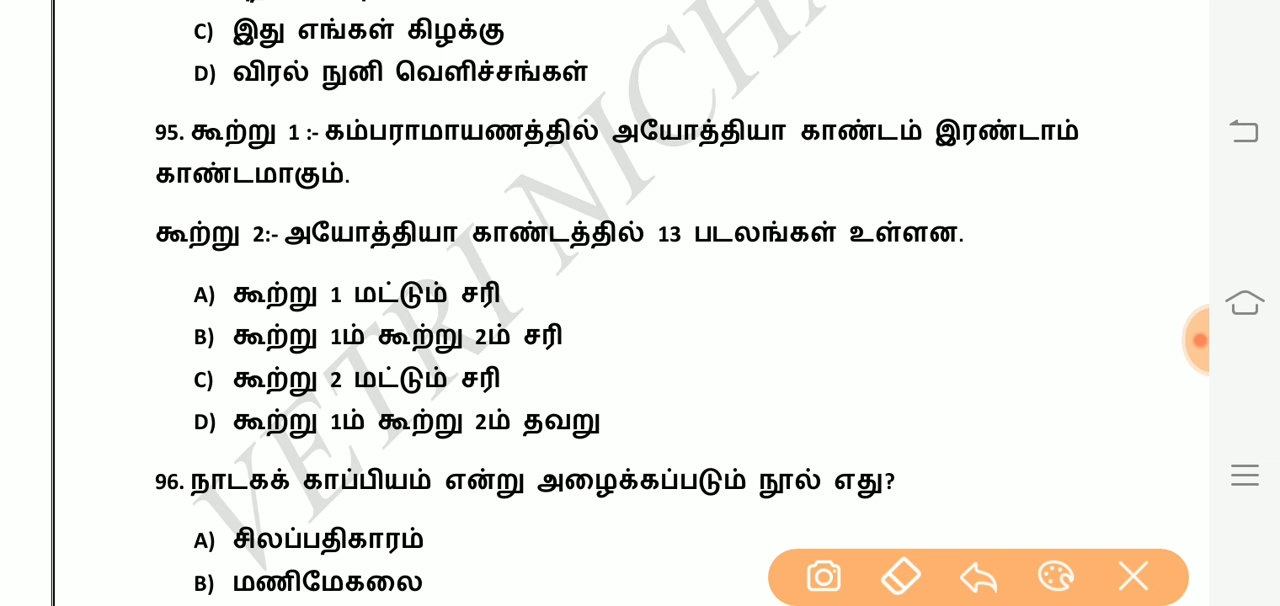 C) இது எங்கள் கிழக்கு
D) விரல் நுனி வெளிச்சங்கள்
95. கூற்று 1 :- கம்பராமாயணத்தில் அயோத்தியா காண்டம் இரண்டாம்
காண்டமாகும்.
கூற்று 2:- அயோத்தியா காண்டத்தில் 13 படலங்கள் உள்ளன.
A) கூற்று 1 மட்டும் சரி
B) கூற்று 1ம் கூற்று 2ம் சரி
C) கூற்று 2 மட்டும் சரி
D) கூற்று 1ம் கூற்று 2ம் தவறு
96. நாடகக் காப்பியம் என்று அழைக்கப்படும் நூல் எது?
A) சிலப்பதிகாரம்
B) மணிமேகலை
VETRI NICH